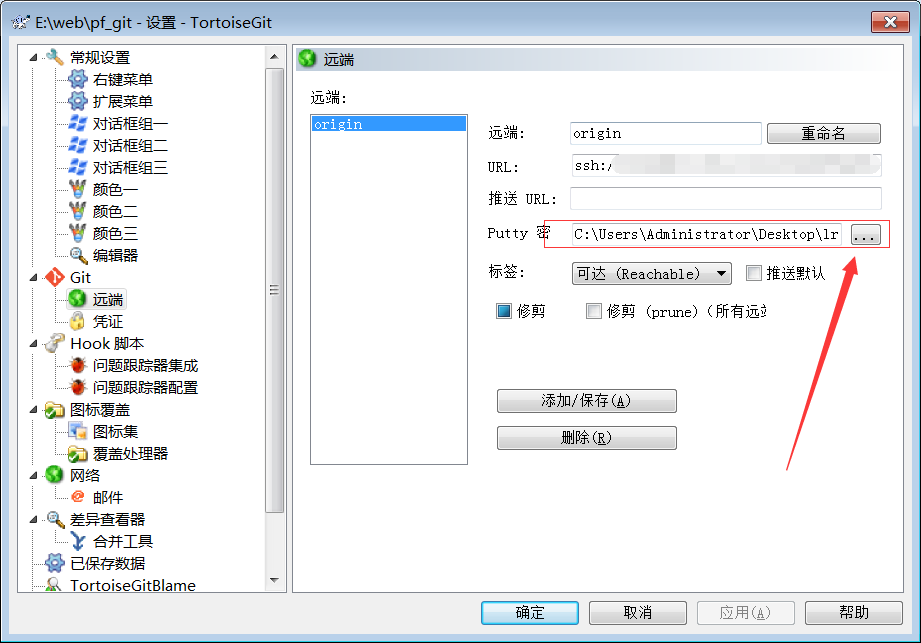 E:\web\pf_git - 设置 - TortoiseGit
常规设置
右键菜单
扩展菜单
对话框组一
对话框组二
对话框组三
颜色一
颜色二
颜色三
编辑器
Git
远端
凭证
Hook 脚本
问题跟踪器集成
问题跟踪器配置
图标覆盖
图标集
覆盖处理器
网络
邮件
差异查看器
合并工具
已保存数据
TortoiseGitBlame
远端
远端:
origin
远端: origin 重命名
URL: ssh:/
推送 URL:
Putty 密 C:\Users\Administrator\Desktop\lr ...
标签: 可达 (Reachable) 推送默认
修剪 修剪 (prune) (所有远
添加/保存(A)
删除(R)
确定 取消 应用(A) 帮助